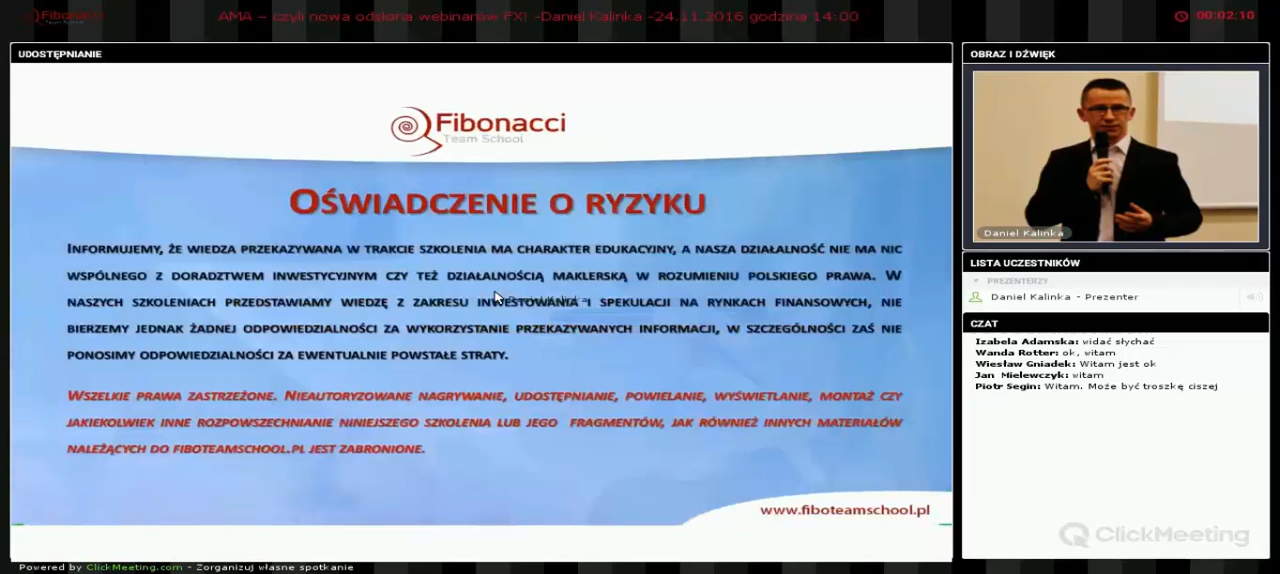 Fibonacci
Team School
AMA – czyli nowa odsłona webinarów FX! -Daniel Kalinka -24.11.2016 godzina 14:00
00:02:10
UDOSTĘPNIANIE
Fibonacci
Team School
OŚWIADCZENIE O RYZYKU
INFORMUJEMY, ŻE WIEDZA PRZEKAZYWANA W TRAKCIE SZKOLENIA MA CHARAKTER EDUKACYJNY, A NASZA DZIAŁALNOŚĆ NIE MA NIC
WSPÓLNEGO Z DORADZTWEM INWESTYCYJNYM CZY TEŻ DZIAŁALNOŚCIĄ MAKLERSKĄ W ROZUMIENIU POLSKIEGO PRAWA. W
NASZYCH SZKOLENIACH PRZEDSTAWIAMY WIEDZĘ Z ZAKRESU INWESTOWANIA I SPEKULACJI NA RYNKACH FINANSOWYCH, NIE
BIERZEMY JEDNAK ŻADNEJ ODPOWIEDZIALNOŚCI ZA WYKORZYSTANIE PRZEKAZYWANYCH INFORMACJI, W SZCZEGÓLNOŚCI ZAŚ NIE
PONOSIMY ODPOWIEDZIALNOŚCI ZA EWENTUALNIE POWSTAŁE STRATY.
Daniel Kalinka
WSZELKIE PRAWA ZASTRZEŻONE. NIEAUTORYZOWANE NAGRYWANIE, UDOSTĘPNIANIE, POWIELANIE, WYŚWIETLANIE, MONTAŻ CZY
JAKIEKOLWIEK INNE ROZPOWSZECHNIANIE NINIEJSZEGO SZKOLENIA LUB JEGO FRAGMENTÓW, JAK RÓWNIEŻ INNYCH MATERIAŁÓW
NALEŻĄCYCH DO FIBOTEAMSCHOOL.PL JEST ZABRONIONE.
www.fiboteamschool.pl
OBRAZ I DŹWIĘK
Daniel Kalinka
LISTA UCZESTNIKÓW
PREZENTERZY
Daniel Kalinka - Prezenter
CZAT
Izabela Adamska: widać słychać
Wanda Rotter: ok, witam
Wiesław Gniadek: Witam jest ok
Jan Mielewczyk: witam
Piotr Segin: Witam. Może być troszkę ciszej
ClickMeeting
Powered by ClickMeeting.com - Zorganizuj własne spotkanie